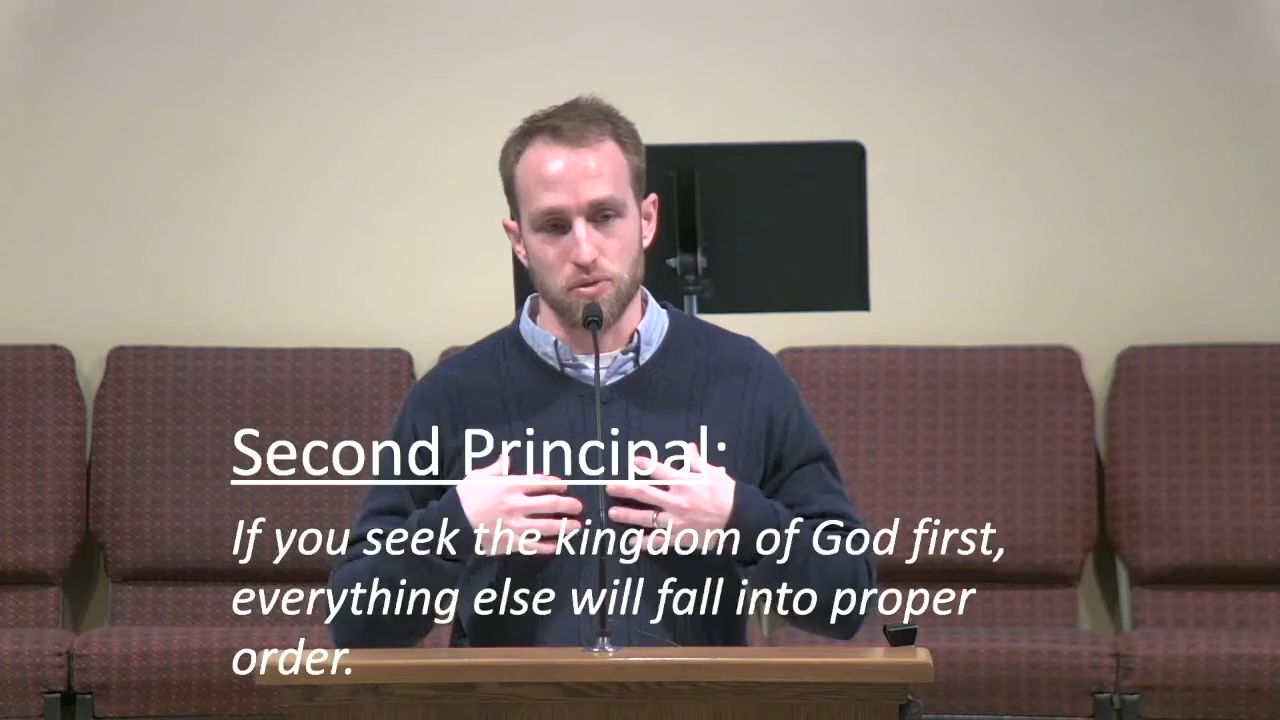 Second Principal:
If you seek the kingdom of God first,
everything else will fall into proper
order.